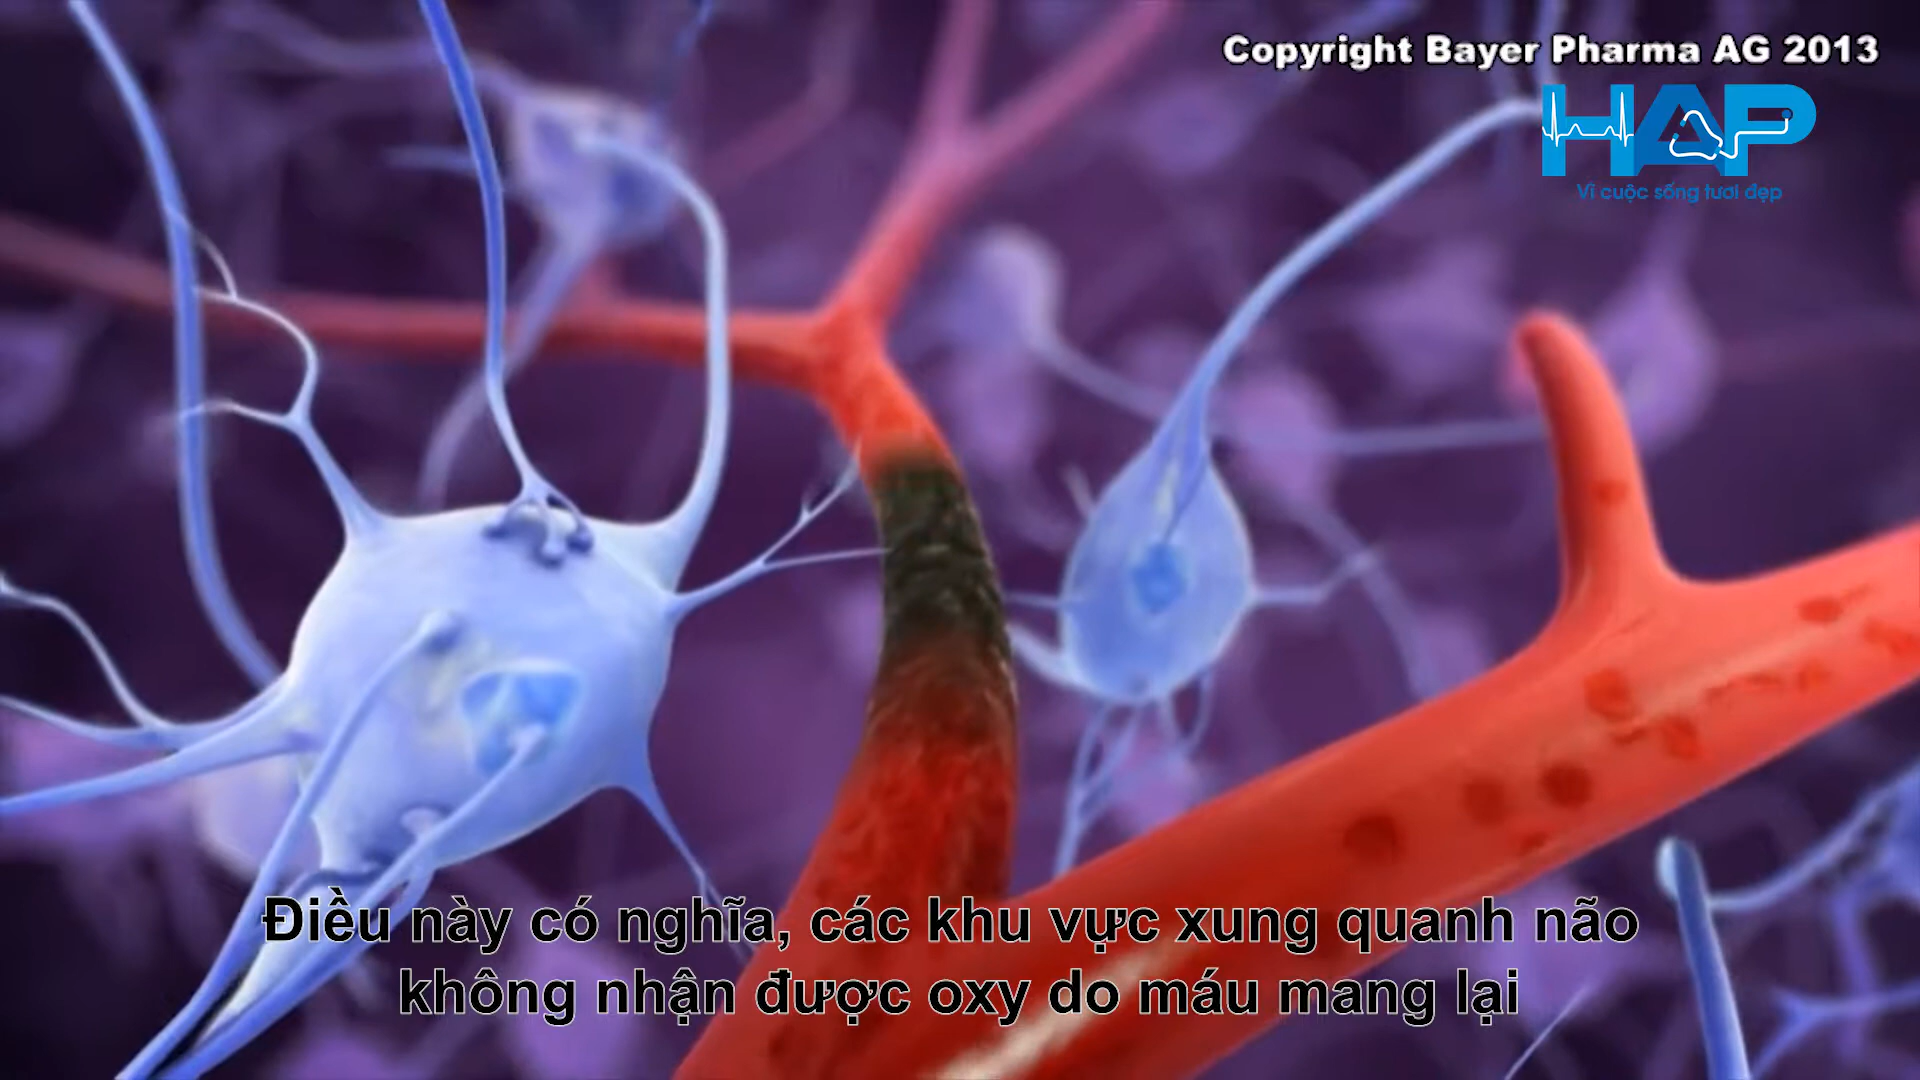 Copyright Bayer Pharma AG 2013
HAP
Vì cuộc sống tươi đẹp
Điều này có nghĩa, các khu vực xung quanh não
không nhận được oxy do máu mang lại